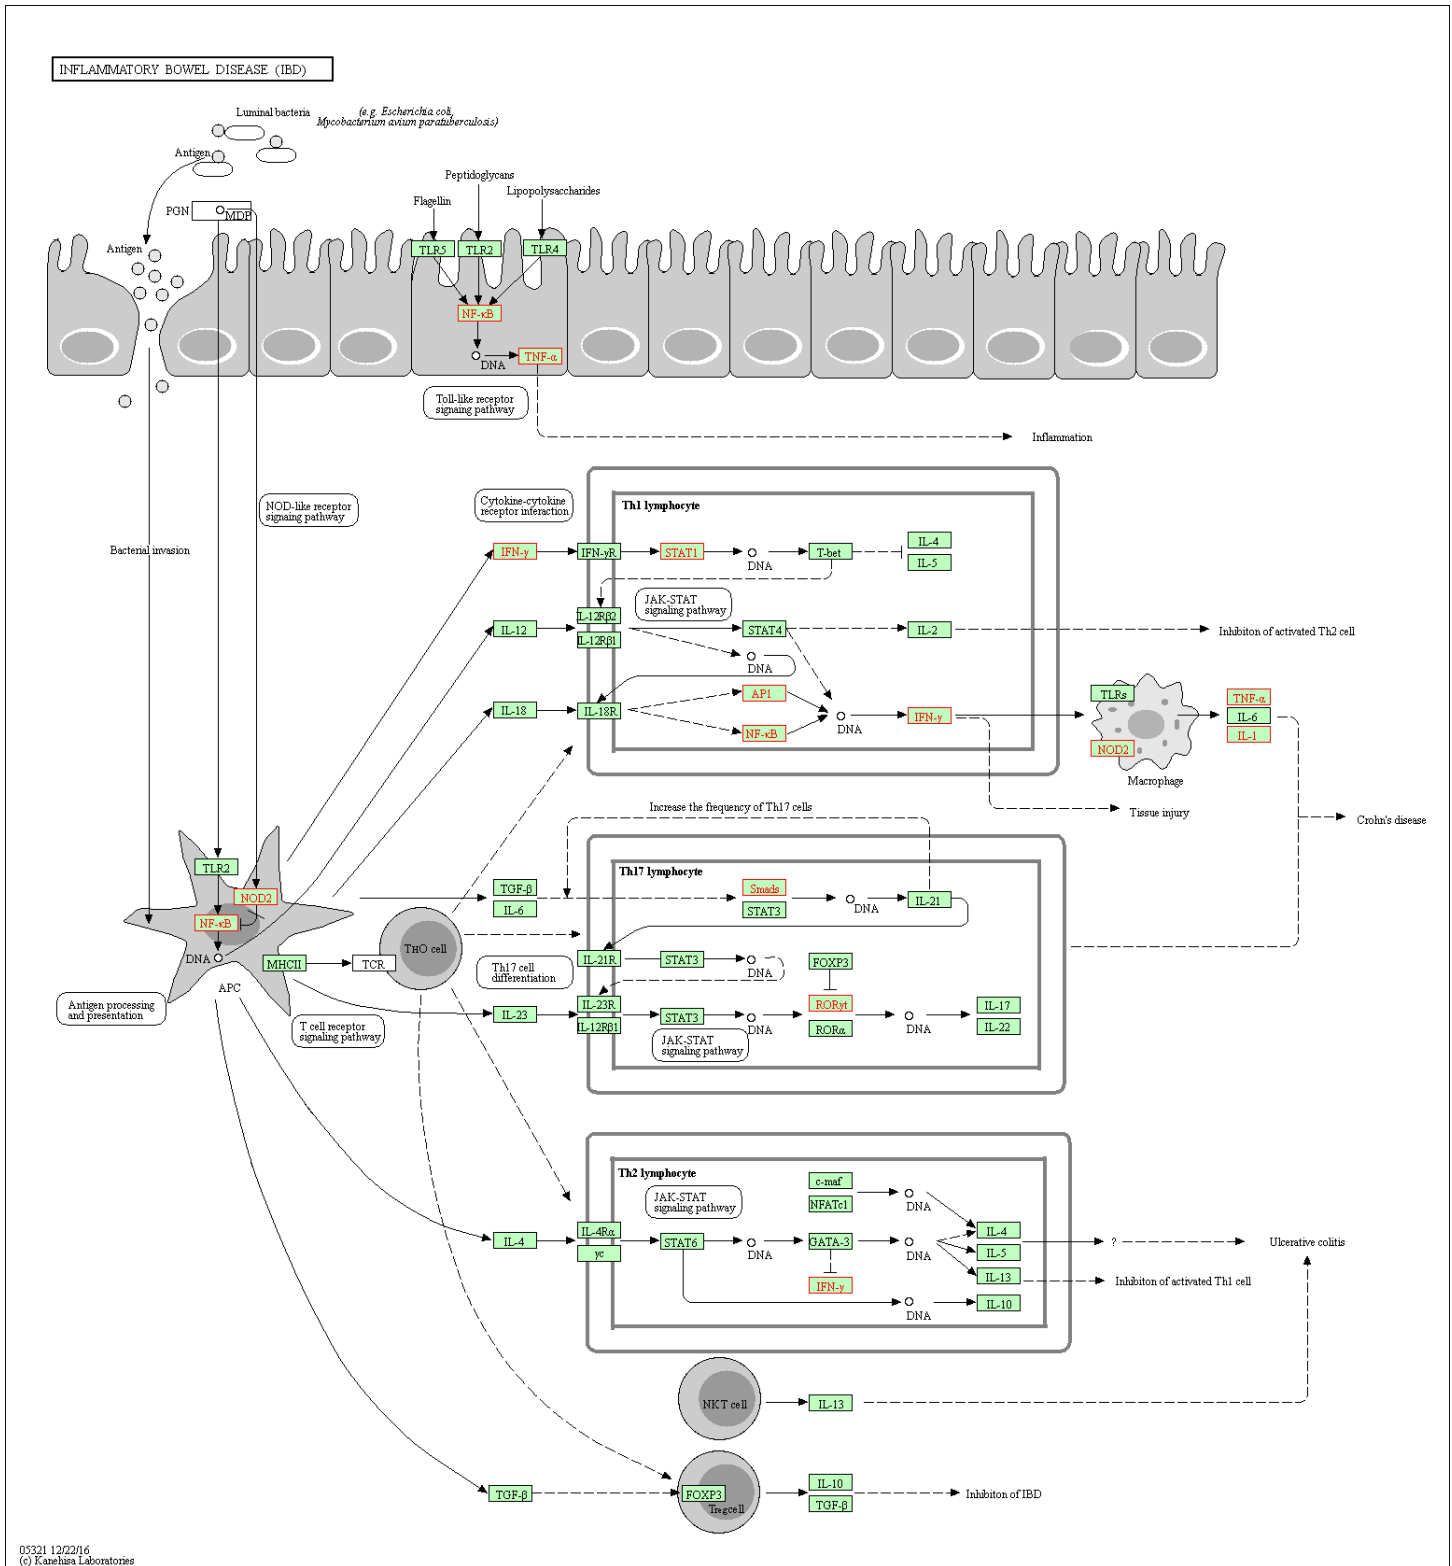 INFLAMMATORY BOWEL DISEASE (IBD)
Luminal bacteria
(e.g. Escherichia coli,
Mycobacterium avium paratuberculosis)
Antigen
Peptidoglycans
Lipopolysaccharides
Flagellin
PGN
MDP
Antigen
TLR5
TLR2
TLR4
NF-κB
DNA
TNF-α
Toll-like receptor
signaing pathway
Inflammation
NOD-like receptor
signaing pathway
Bacterial invasion
Cytokine-cytokine
receptor interaction
Th1 lymphocyte
IFN-γ
IFN-γR
STAT1
DNA
T-bet
IL-4
IL-5
JAK-STAT
signaling pathway
IL-12
IL-12Rβ2
IL-12Rβ1
STAT4
DNA
IL-2
Inhibiton of activated Th2 cell
IL-18
IL-18R
AP1
NF-κB
DNA
IFN-γ
TLRs
NOD2
Macrophage
TNF-α
IL-6
IL-1
Tissue injury
Crohn's disease
Increase the frequency of Th17 cells
Th17 lymphocyte
TLR2
NOD2
NF-κB
DNA
MHCII
TCR
TH0 cell
APC
Antigen processing
and presentation
T cell receptor
signaling pathway
TGF-β
IL-6
Smads
STAT3
DNA
IL-21
Th17 cell
differentiation
IL-21R
STAT3
DNA
FOXP3
IL-23
IL-23R
IL-12Rβ1
STAT3
DNA
RORγt
RORα
DNA
IL-17
IL-22
JAK-STAT
signaling pathway
Th2 lymphocyte
JAK-STAT
signaling pathway
c-maf
NFATc1
DNA
IL-4
IL-4Rα
γc
STAT6
DNA
GATA-3
DNA
IL-4
IL-5
IL-13
IFN-γ
DNA
IL-10
?
Ulcerative colitis
Inhibiton of activated Th1 cell
NKT cell
IL-13
TGF-β
FOXP3
Treg cell
IL-10
TGF-β
Inhibiton of IBD
05321 12/22/16
(c) Kanehisa Laboratories